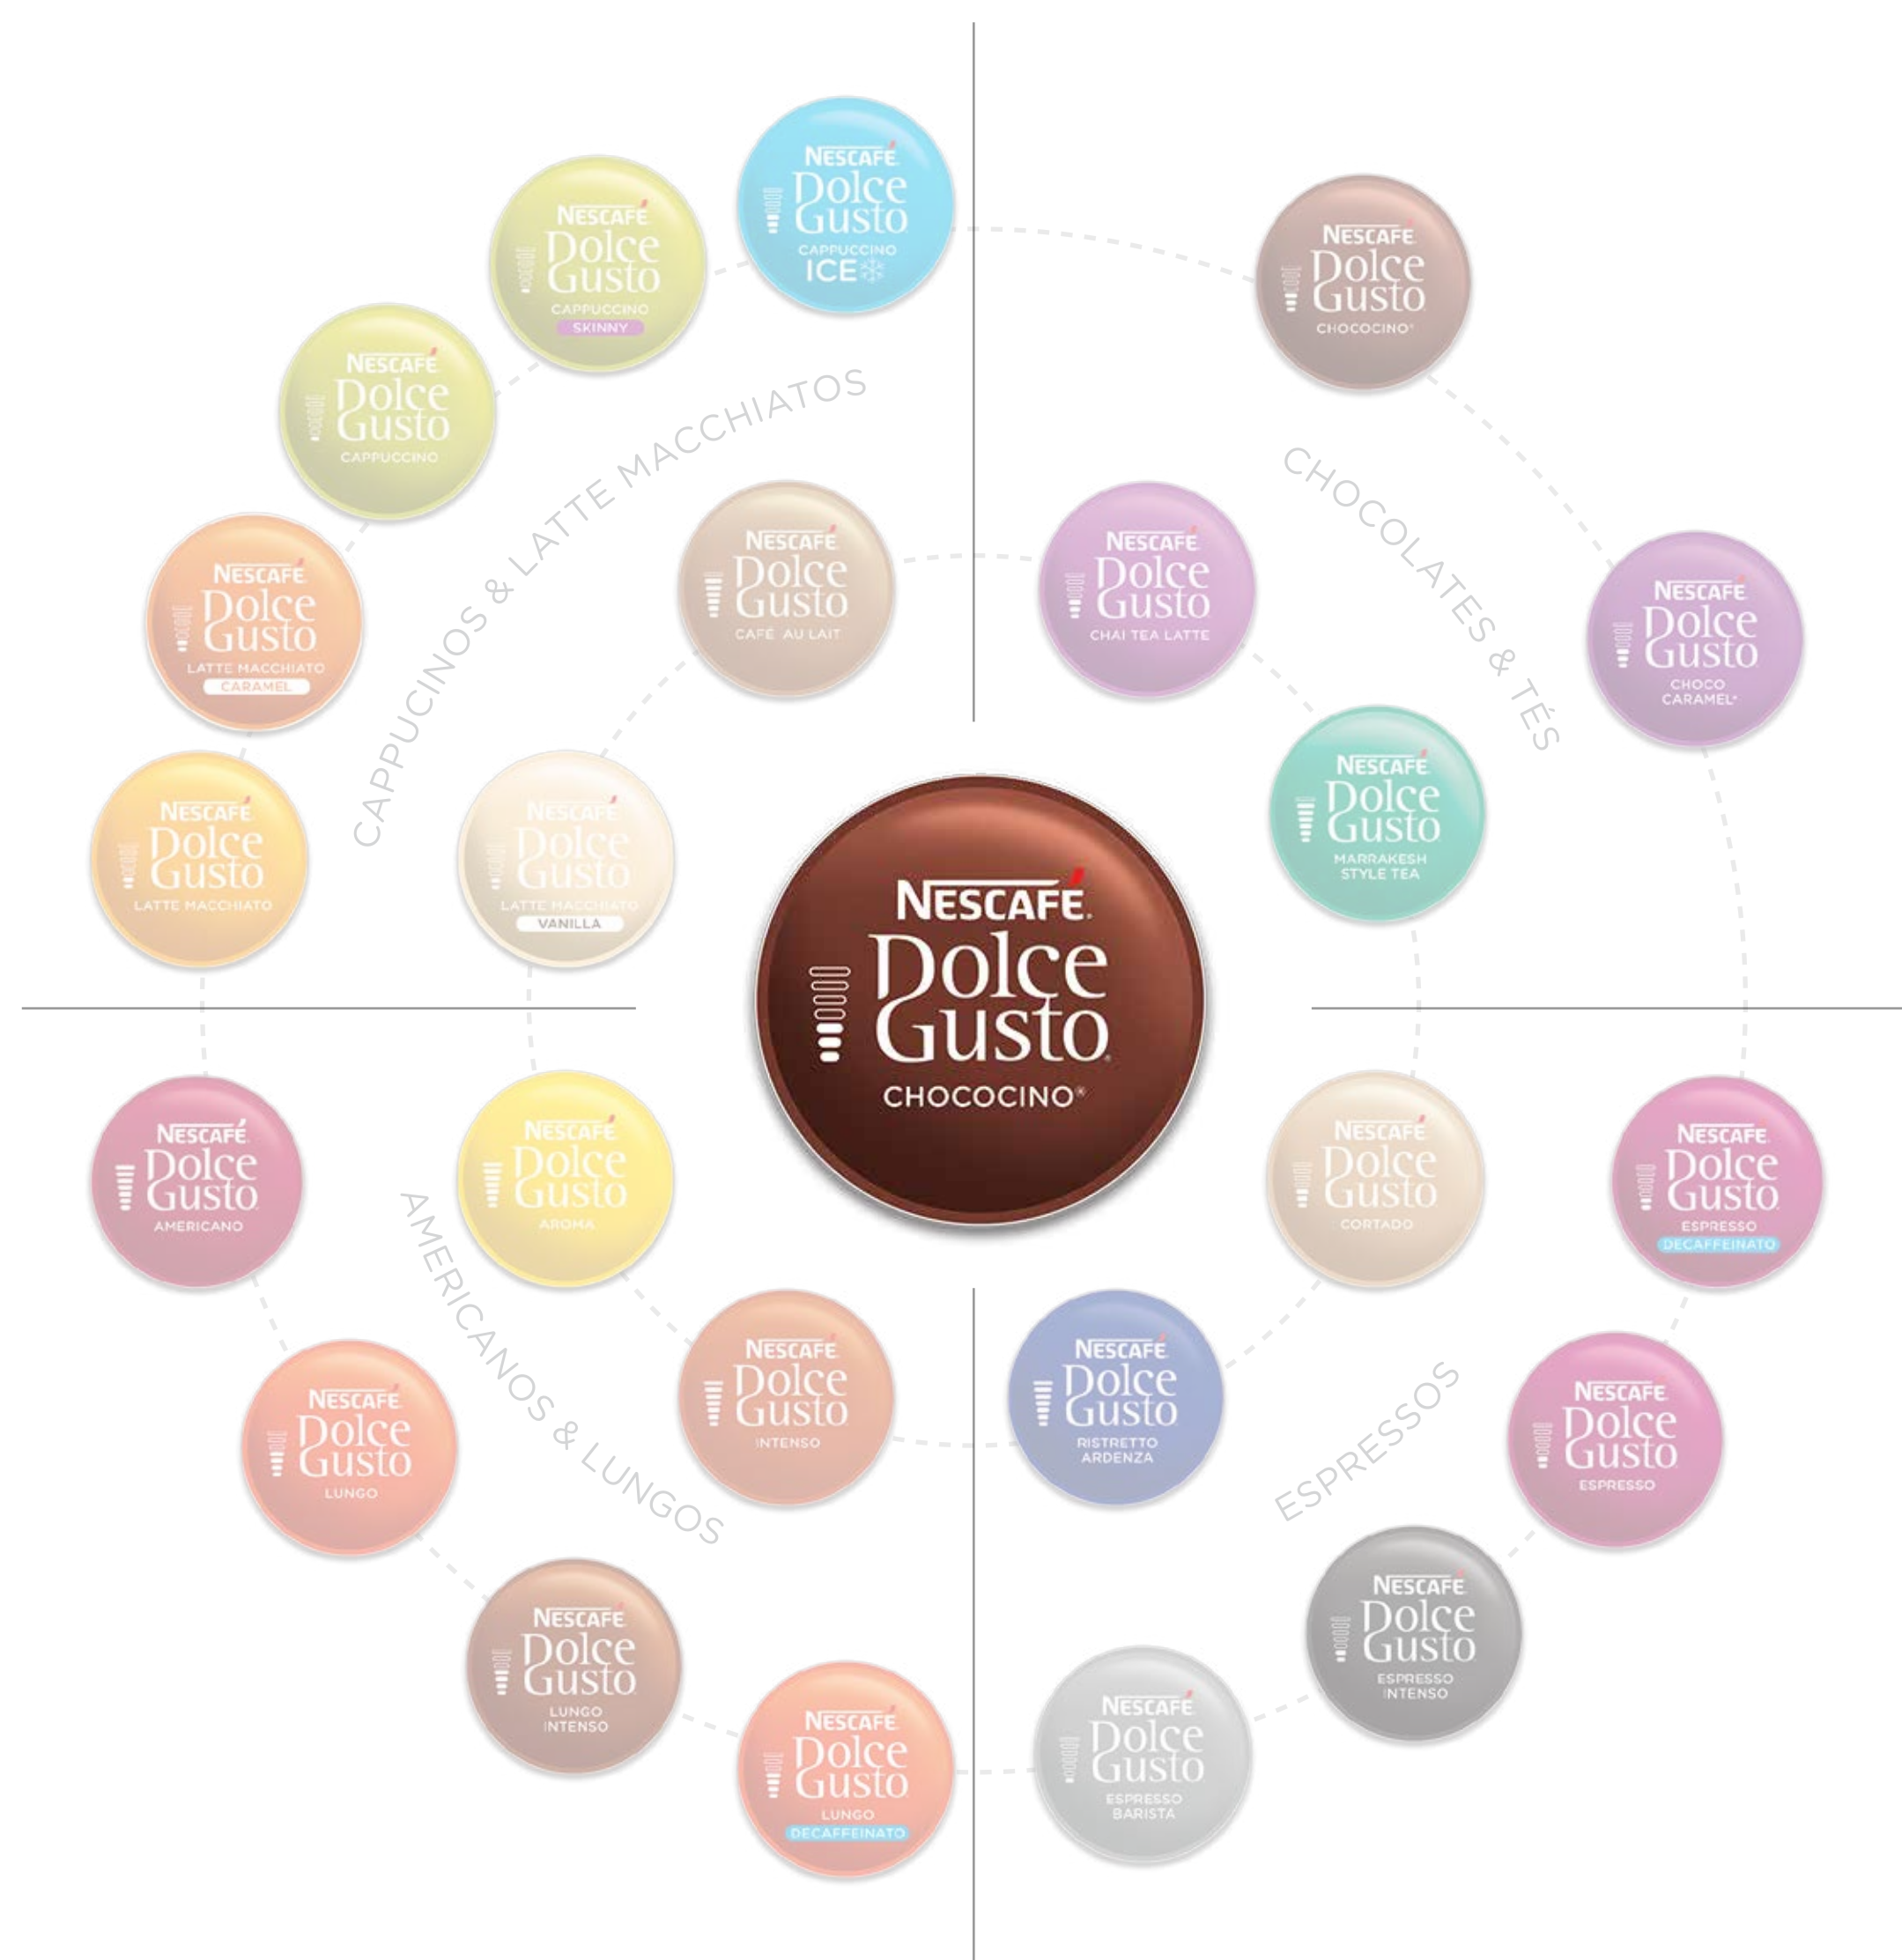 NESCAFÉ
Dolce
Gusto
CAPPUCCINO
ICE
NESCAFÉ
Dolce
Gusto
CAPPUCCINO
SKINNY
NESCAFÉ
Dolce
Gusto
CAPPUCCINO
NESCAFÉ
Dolce
Gusto
LATTE MACCHIATO
CARAMEL
NESCAFÉ
Dolce
Gusto
LATTE MACCHIATO
CAPPUCINOS & LATTE MACCHIATOS
NESCAFÉ
Dolce
Gusto
CAFÉ AU LAIT
NESCAFÉ
Dolce
Gusto
LATTE MACCHIATO
VANILLA
NESCAFÉ
Dolce
Gusto
CHOCOCINO*
CHOCOLATES & TÉS
NESCAFÉ
Dolce
Gusto
CHOCO
CARAMEL*
NESCAFÉ
Dolce
Gusto
CHAI TEA LATTE
NESCAFÉ
Dolce
Gusto
MARRAKESH
STYLE TEA
NESCAFÉ.
Dolce
Gusto
CHOCOCINO*
NESCAFÉ
Dolce
Gusto
AMERICANO
NESCAFÉ
Dolce
Gusto
AROMA
AMERICANOS & LUNGOS
NESCAFÉ
Dolce
Gusto
INTENSO
NESCAFÉ
Dolce
Gusto
LUNGO
NESCAFÉ
Dolce
Gusto
LUNGO
INTENSO
NESCAFÉ
Dolce
Gusto
LUNGO
DECAFFEINATO
NESCAFÉ
Dolce
Gusto
CORTADO
NESCAFÉ
Dolce
Gusto
ESPRESSO
DECAFFEINATO
NESCAFÉ
Dolce
Gusto
RISTRETTO
ARDENZA
ESPRESSOS
NESCAFÉ
Dolce
Gusto
ESPRESSO
NESCAFÉ
Dolce
Gusto
ESPRESSO
INTENSO
NESCAFÉ
Dolce
Gusto
ESPRESSO
BARISTA